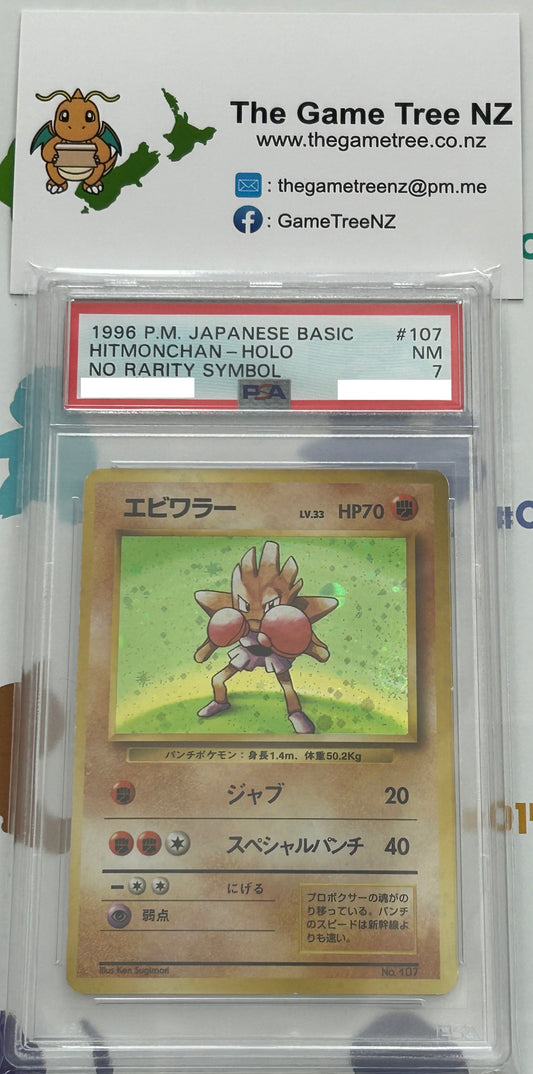 The Game Tree NZ
www.thegametree.co.nz
: thegametreenz@pm.me
: GameTreeNZ
1996 P.M. JAPANESE BASIC #107
HITMONCHAN-HOLO NM
NO RARITY SYMBOL 7
PSA
エビワラー LV.33 HP70
パンチポケモン：身長1.4m、体重50.2Kg
ジャブ 20
スペシャルパンチ 40
にげる
弱点
プロボクサーの魂がの
り移っている。パンチ
のスピードは新幹線よ
りも速い。
Illus.Ken Sugimori No.107